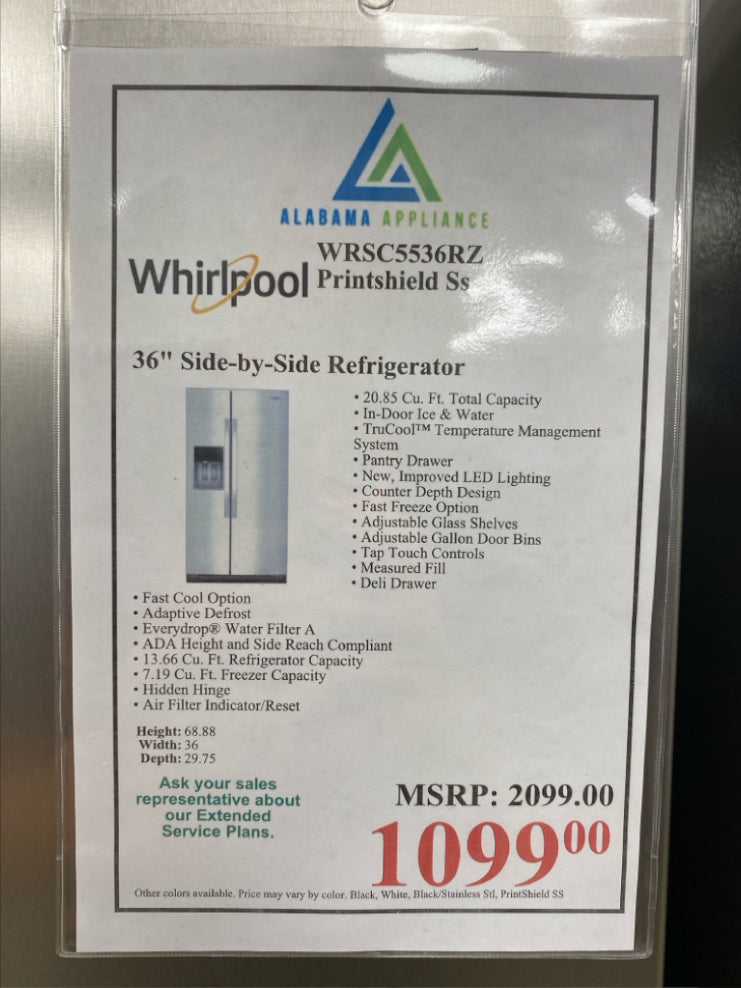 ALABAMA APPLIANCE
Whirlpool
WRSC5536RZ
Printshield Ss
36" Side-by-Side Refrigerator
• 20.85 Cu. Ft. Total Capacity
• In-Door Ice & Water
• TruCool™ Temperature Management
System
• Pantry Drawer
• New, Improved LED Lighting
• Counter Depth Design
• Fast Freeze Option
• Adjustable Glass Shelves
• Adjustable Gallon Door Bins
• Tap Touch Controls
• Measured Fill
• Deli Drawer
• Fast Cool Option
• Adaptive Defrost
• Everydrop® Water Filter A
• ADA Height and Side Reach Compliant
• 13.66 Cu. Ft. Refrigerator Capacity
• 7.19 Cu. Ft. Freezer Capacity
• Hidden Hinge
• Air Filter Indicator/Reset
Height: 68.88
Width: 36
Depth: 29.75
Ask your sales
representative about
our Extended
Service Plans.
MSRP: 2099.00
1099⁰⁰
Other colors available. Price may vary by color. Black, White, Black/Stainless Stl, PrintShield SS